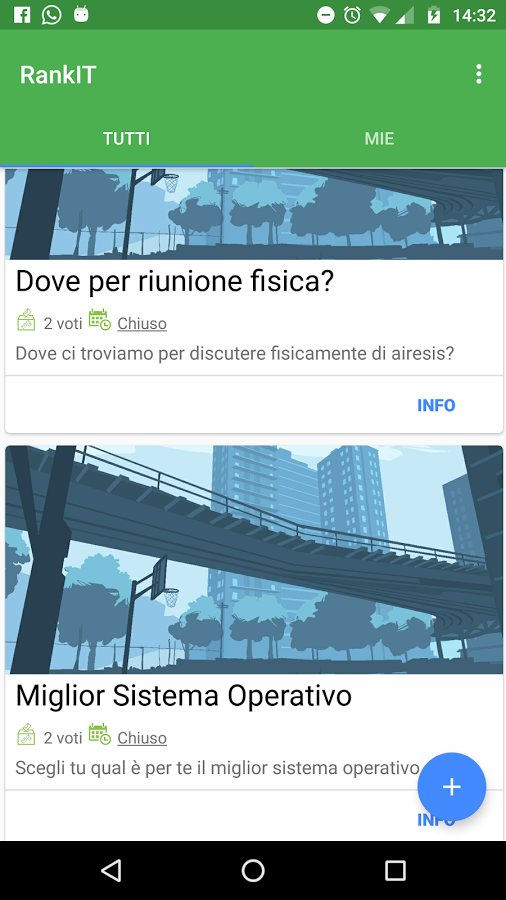 14:32
RankIT
TUTTI MIE
Dove per riunione fisica?
2 voti Chiuso
Dove ci troviamo per discutere fisicamente di airesis?
INFO
Miglior Sistema Operativo
2 voti Chiuso
Scegli tu qual è per te il miglior sistema operativo
INFO